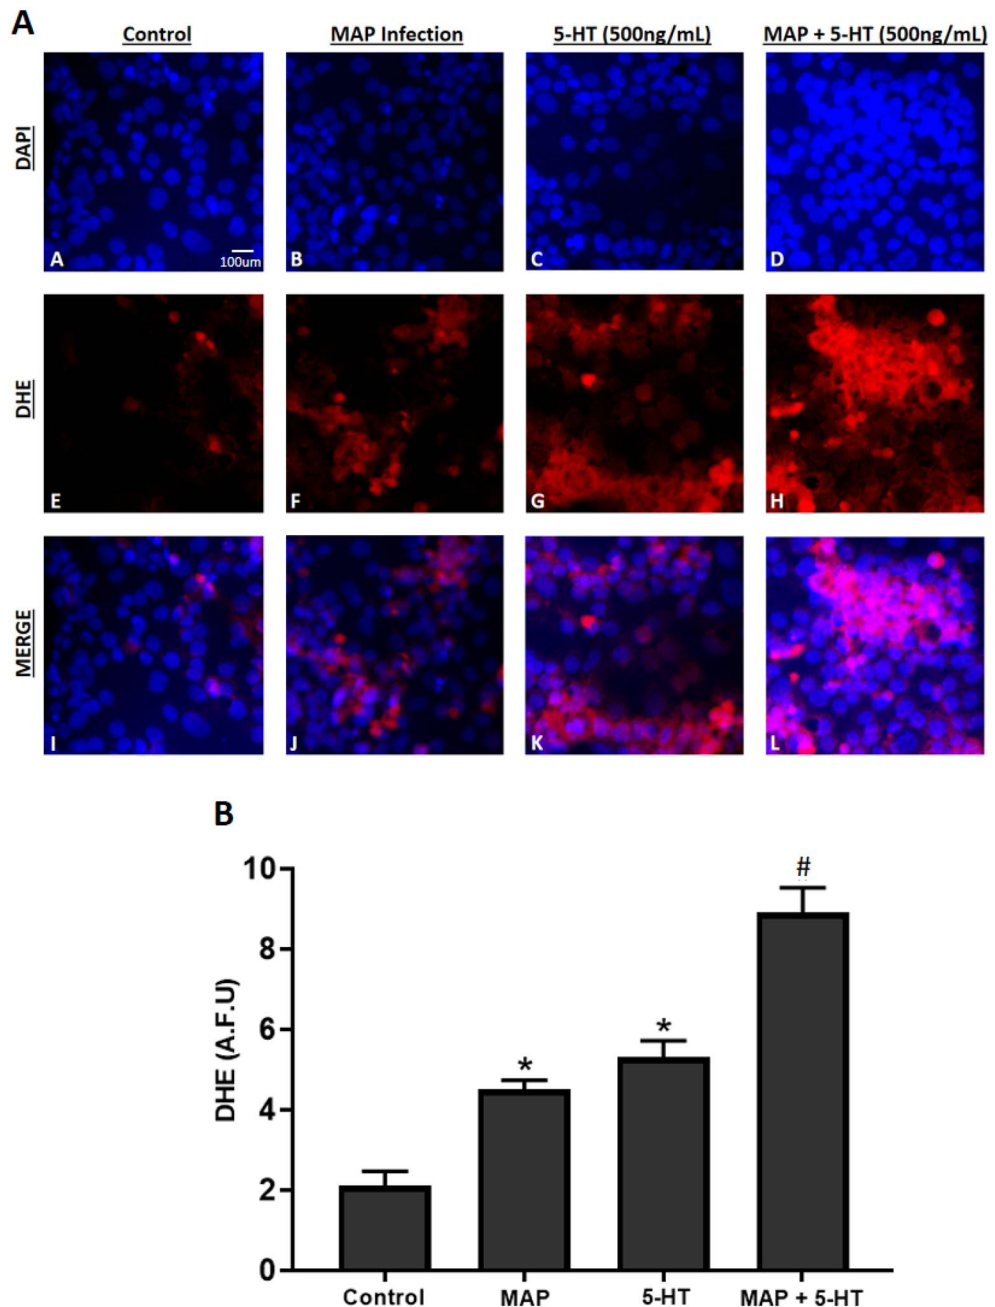 A
Control MAP Infection 5-HT (500ng/mL) MAP + 5-HT (500ng/mL)
DAPI
A 100um B C D
DHE
E F G H
MERGE
I J K L
B
DHE (A.F.U)
10
8
6
4
2
0
* * #
Control MAP 5-HT MAP + 5-HT